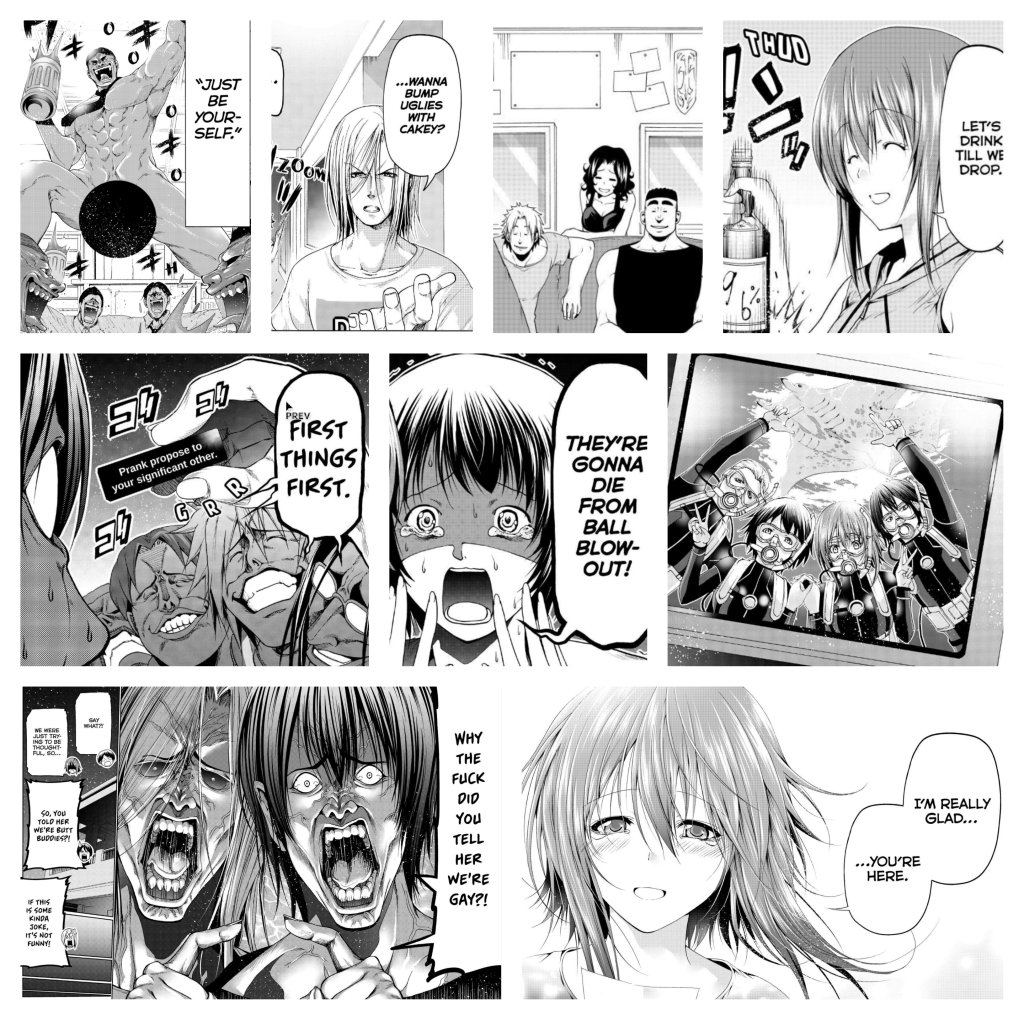 "JUST
BE
YOUR-
SELF."
...WANNA
BUMP
UGLIES
WITH
CAKEY?
ZOOM
THUD
LET'S
DRINK
TILL WE
DROP.
96%
PREV
FIRST
THINGS
FIRST.
Prank propose to
your significant other.
GRR
THEY'RE
GONNA
DIE
FROM
BALL
BLOW-
OUT!
SAY
WHAT?!
WE WERE
JUST TRY-
ING TO BE
THOUGHT-
FUL, SO...
SO, YOU
TOLD HER
WE'RE BUTT
BUDDIES?!
IF THIS
IS SOME
KINDA
JOKE,
IT'S NOT
FUNNY!
WHY
THE
FUCK
DID
YOU
TELL
HER
WE'RE
GAY?!
I'M REALLY
GLAD...
...YOU'RE
HERE.